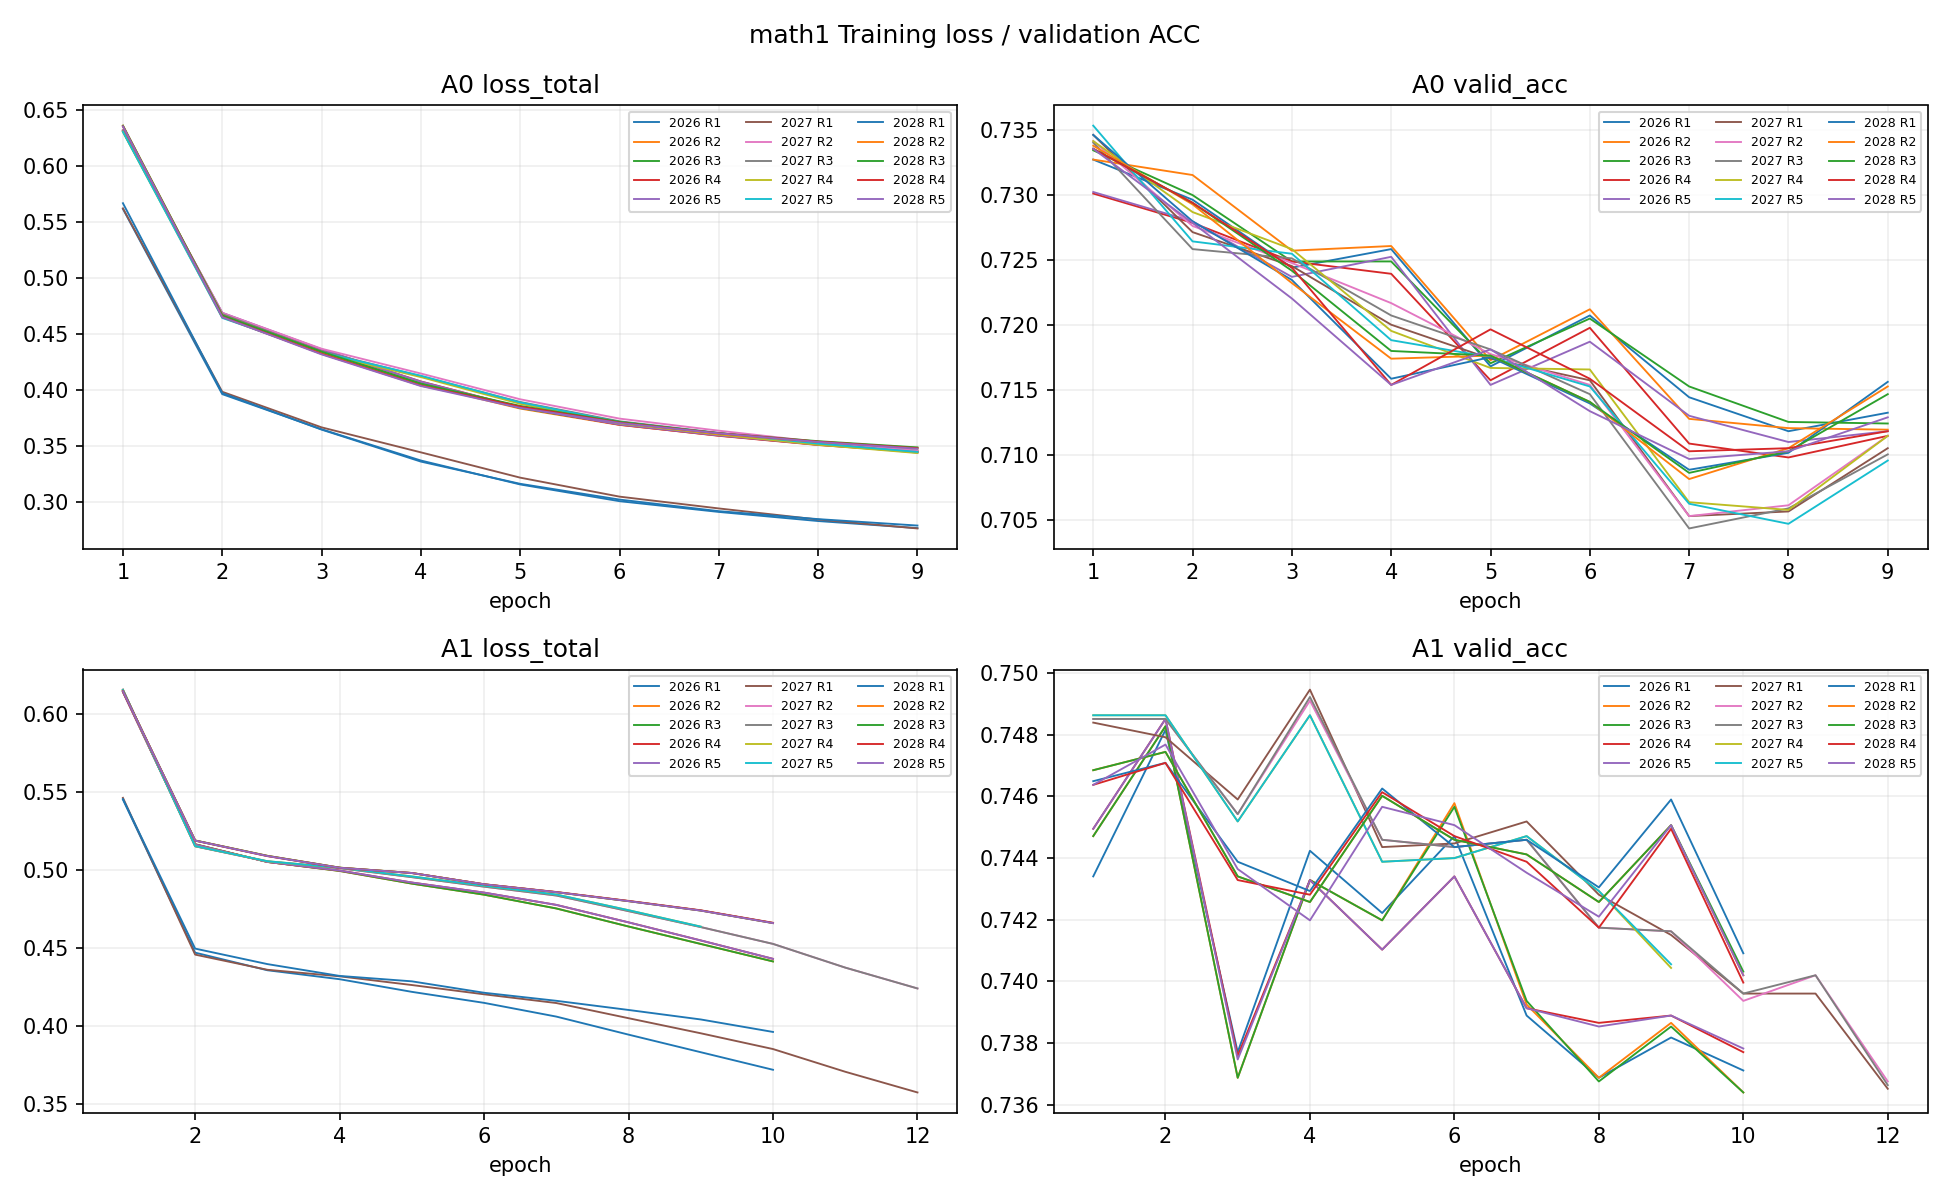 math1 Training loss / validation ACC
A0 loss_total
0.65
0.60
0.55
0.50
0.45
0.40
0.35
0.30
2026 R1 2027 R1 2028 R1
2026 R2 2027 R2 2028 R2
2026 R3 2027 R3 2028 R3
2026 R4 2027 R4 2028 R4
2026 R5 2027 R5 2028 R5
1 2 3 4 5 6 7 8 9
epoch
A0 valid_acc
0.735
0.730
0.725
0.720
0.715
0.710
0.705
2026 R1 2027 R1 2028 R1
2026 R2 2027 R2 2028 R2
2026 R3 2027 R3 2028 R3
2026 R4 2027 R4 2028 R4
2026 R5 2027 R5 2028 R5
1 2 3 4 5 6 7 8 9
epoch
A1 loss_total
0.60
0.55
0.50
0.45
0.40
0.35
2026 R1 2027 R1 2028 R1
2026 R2 2027 R2 2028 R2
2026 R3 2027 R3 2028 R3
2026 R4 2027 R4 2028 R4
2026 R5 2027 R5 2028 R5
2 4 6 8 10 12
epoch
A1 valid_acc
0.750
0.748
0.746
0.744
0.742
0.740
0.738
0.736
2026 R1 2027 R1 2028 R1
2026 R2 2027 R2 2028 R2
2026 R3 2027 R3 2028 R3
2026 R4 2027 R4 2028 R4
2026 R5 2027 R5 2028 R5
2 4 6 8 10 12
epoch